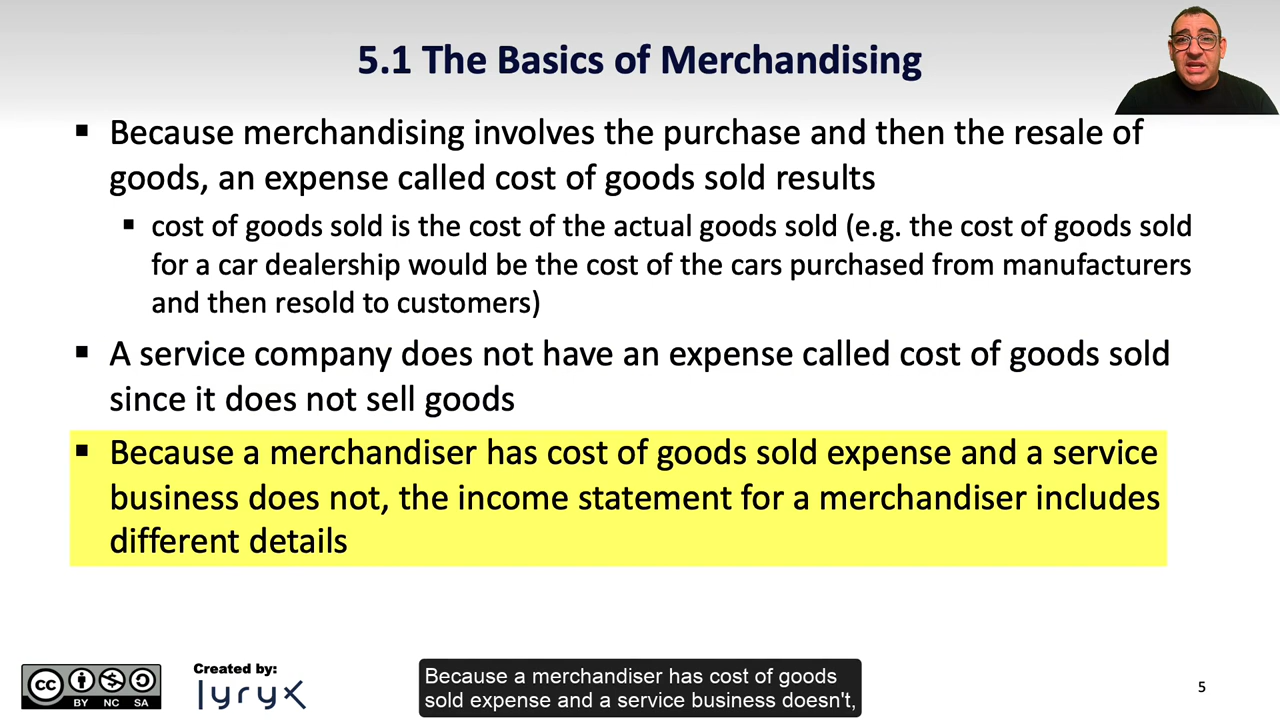 5.1 The Basics of Merchandising
▪ Because merchandising involves the purchase and then the resale of
goods, an expense called cost of goods sold results
▪ cost of goods sold is the cost of the actual goods sold (e.g. the cost of goods sold
for a car dealership would be the cost of the cars purchased from manufacturers
and then resold to customers)
▪ A service company does not have an expense called cost of goods sold
since it does not sell goods
▪ Because a merchandiser has cost of goods sold expense and a service
business does not, the income statement for a merchandiser includes
different details
cc BY NC SA
Created by:
lyryx
Because a merchandiser has cost of goods
sold expense and a service business doesn't,
5